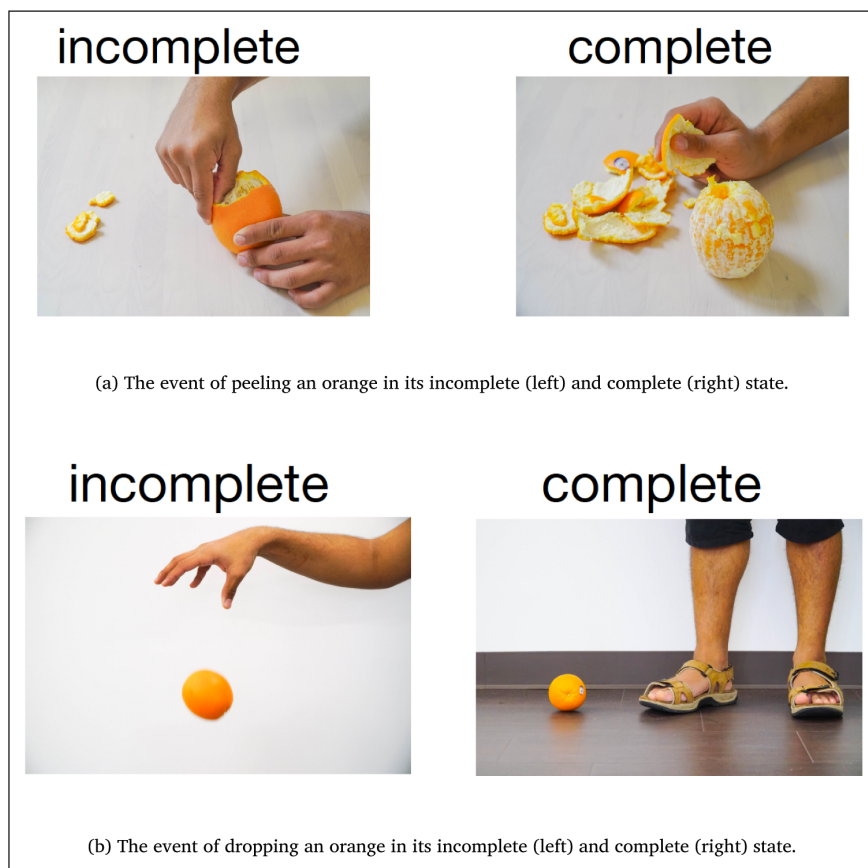 incomplete
complete
(a) The event of peeling an orange in its incomplete (left) and complete (right) state.
incomplete
complete
(b) The event of dropping an orange in its incomplete (left) and complete (right) state.